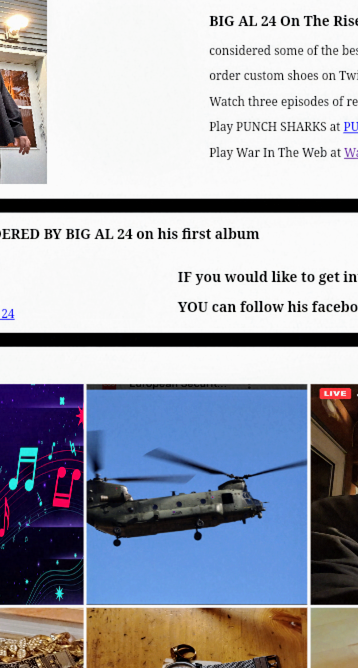 BIG AL 24 On The Rise
considered some of the bes
order custom shoes on Twi
Watch three episodes of re
Play PUNCH SHARKS at PU
Play War In The Web at Wa
DERED BY BIG AL 24 on his first album
IF you would like to get in
24
YOU can follow his facebo
European Securit...
LIVE